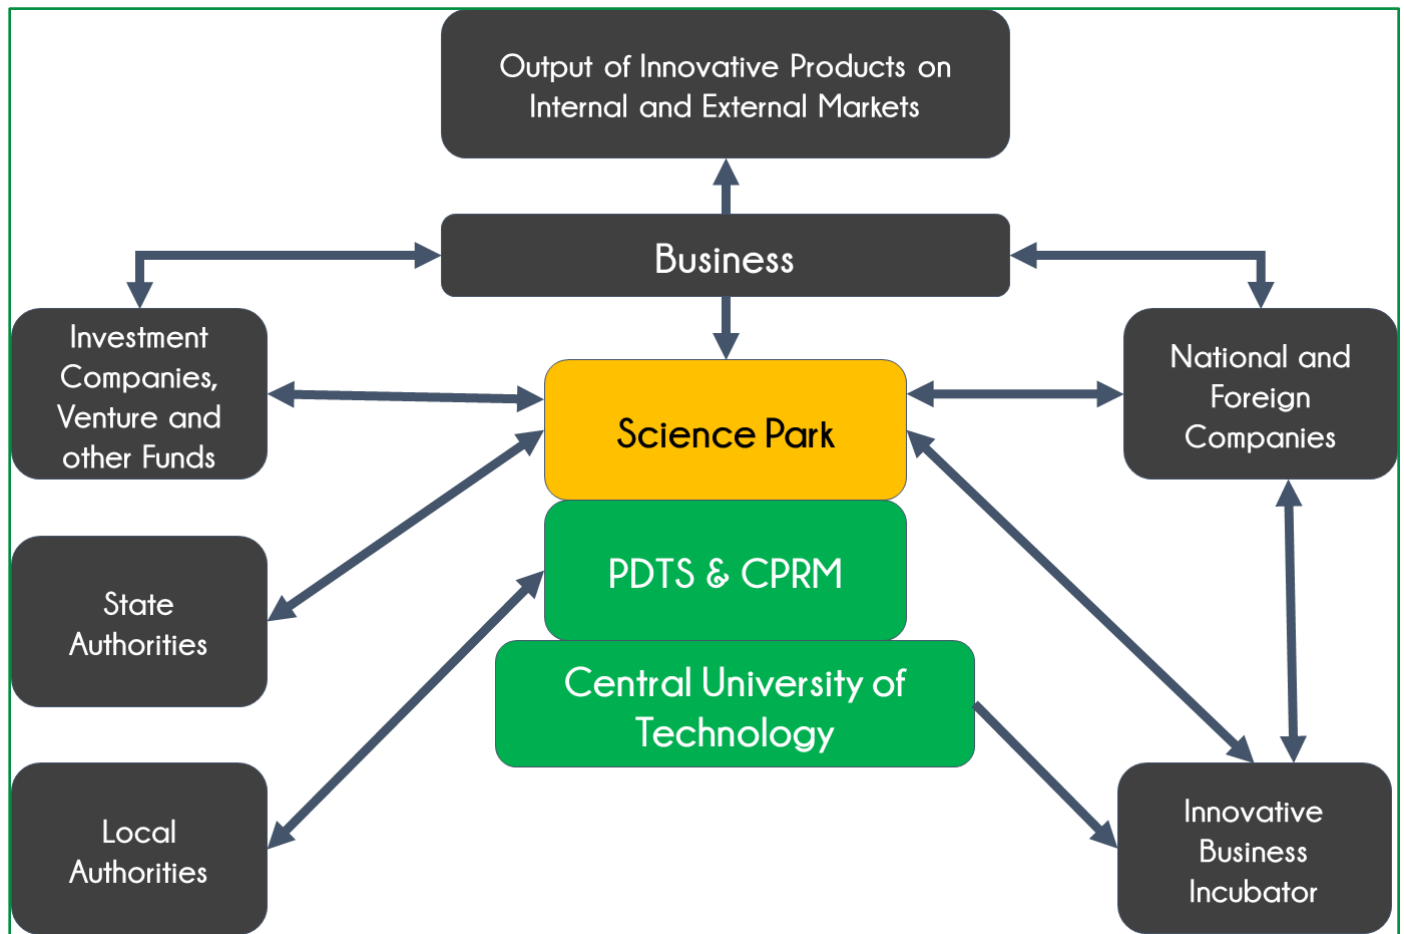 Output of Innovative Products on
Internal and External Markets
Business
Investment
Companies,
Venture and
other Funds
Science Park
National and
Foreign
Companies
State
Authorities
PDTS & CPRM
Central University of
Technology
Local
Authorities
Innovative
Business
Incubator